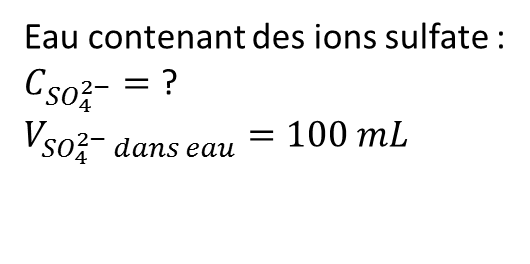 Eau contenant des ions sulfate :
C_{SO_4^{2-}} = ?
V_{SO_4^{2-} dans eau} = 100 mL